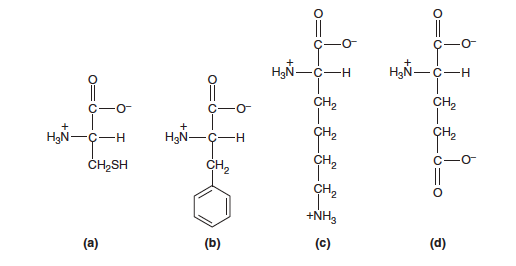 O O
C—O⁻ C—O⁻
H₃N⁺—C—H H₃N⁺—C—H
O O CH₂ CH₂
C—O⁻ C—O⁻ CH₂ CH₂
H₃N⁺—C—H H₃N⁺—C—H CH₂ C—O⁻
CH₂SH CH₂ CH₂ O
+NH₃
(a) (b) (c) (d)